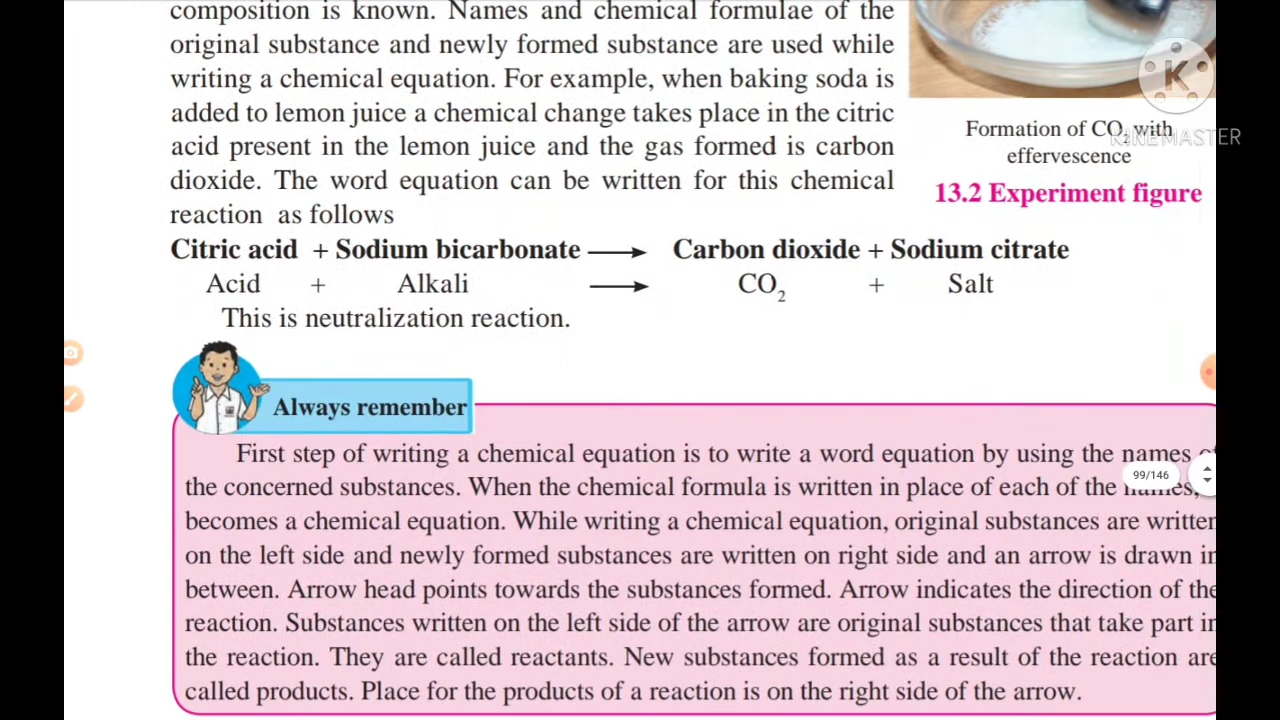 composition is known. Names and chemical formulae of the
original substance and newly formed substance are used while
writing a chemical equation. For example, when baking soda is
added to lemon juice a chemical change takes place in the citric
acid present in the lemon juice and the gas formed is carbon
dioxide. The word equation can be written for this chemical
reaction as follows
K
KINEMASTER
Formation of CO₂ with
effervescence
13.2 Experiment figure
Citric acid + Sodium bicarbonate ⟶ Carbon dioxide + Sodium citrate
Acid + Alkali ⟶ CO₂ + Salt
This is neutralization reaction.
Always remember
First step of writing a chemical equation is to write a word equation by using the names
the concerned substances. When the chemical formula is written in place of each of the names,
99/146
becomes a chemical equation. While writing a chemical equation, original substances are written
on the left side and newly formed substances are written on right side and an arrow is drawn in
between. Arrow head points towards the substances formed. Arrow indicates the direction of the
reaction. Substances written on the left side of the arrow are original substances that take part in
the reaction. They are called reactants. New substances formed as a result of the reaction are
called products. Place for the products of a reaction is on the right side of the arrow.